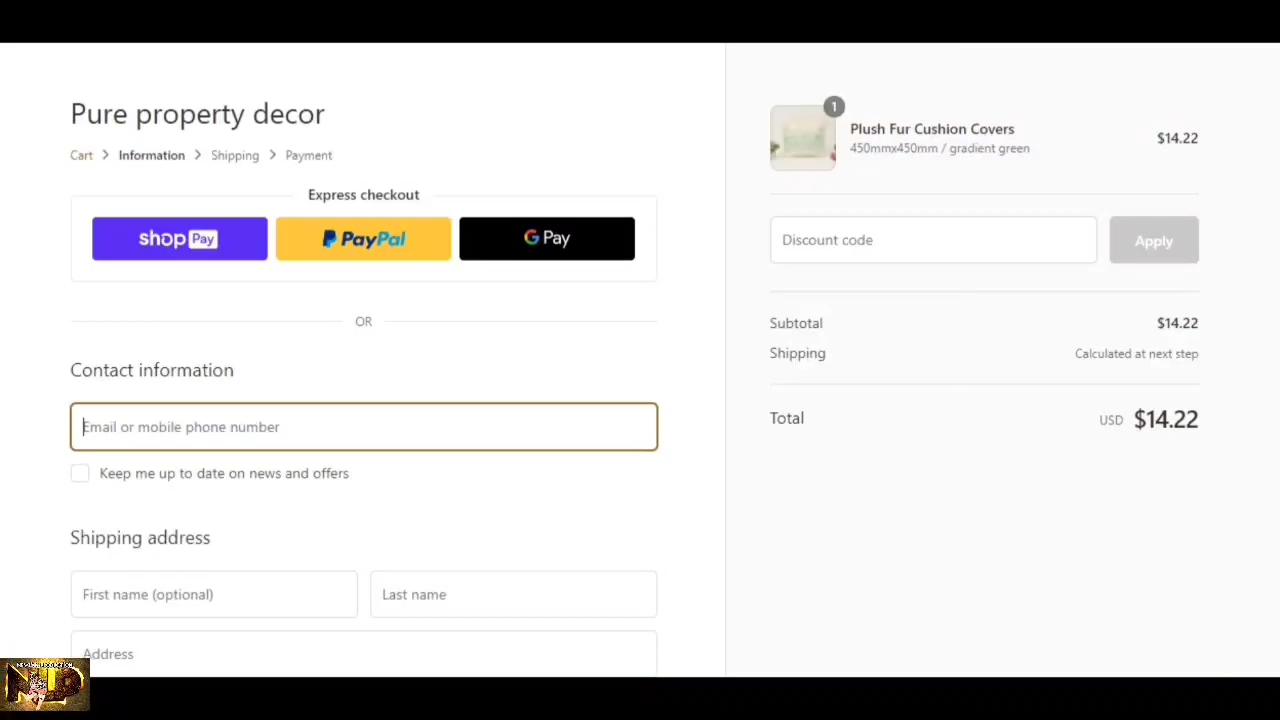 Pure property decor
Cart > Information > Shipping > Payment
Express checkout
shop Pay
PayPal
G Pay
OR
Contact information
Email or mobile phone number
Keep me up to date on news and offers
Shipping address
First name (optional)
Last name
Address
1
Plush Fur Cushion Covers
$14.22
450mmx450mm / gradient green
Discount code
Apply
Subtotal
$14.22
Shipping
Calculated at next step
Total
USD $14.22